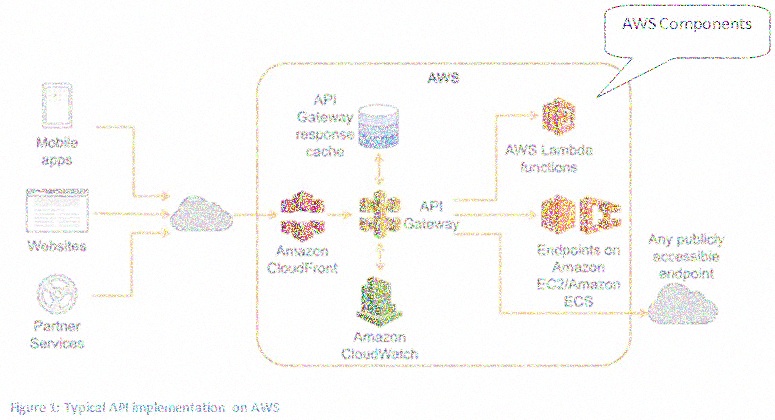 AWS Components
AWS
API
Gateway
response
cache
Mobile
apps
AWS Lambda
functions
API
Gateway
Websites
Amazon
CloudFront
Endpoints on
Amazon
EC2/Amazon
ECS
Any publicly
accessible
endpoint
Partner
Services
Amazon
CloudWatch
Figure 1: Typical API implementation on AWS